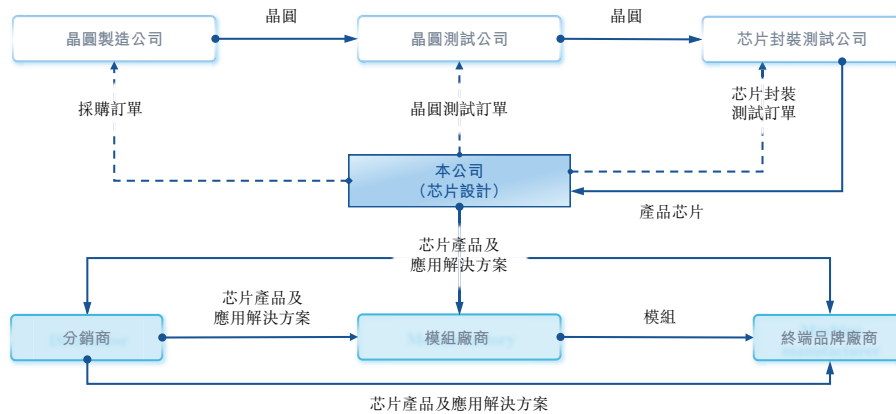 晶圓
晶圓
晶圓製造公司
晶圓測試公司
芯片封裝測試公司
採購訂單
晶圓測試訂單
芯片封裝
測試訂單
本公司
（芯片設計）
產品芯片
芯片產品及
應用解決方案
芯片產品及
應用解決方案
模組
分銷商
模組廠商
終端品牌廠商
芯片產品及應用解決方案